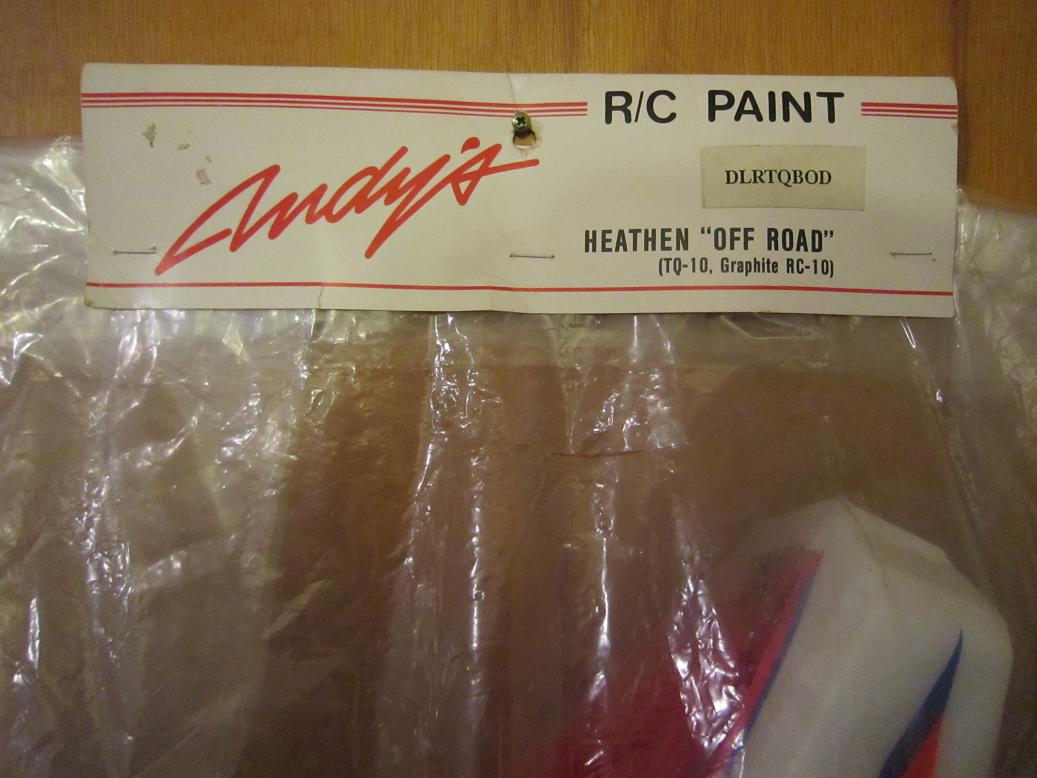 R/C PAINT
Andy's
DLRTQBOD
HEATHEN "OFF ROAD"
(TQ-10, Graphite RC-10)